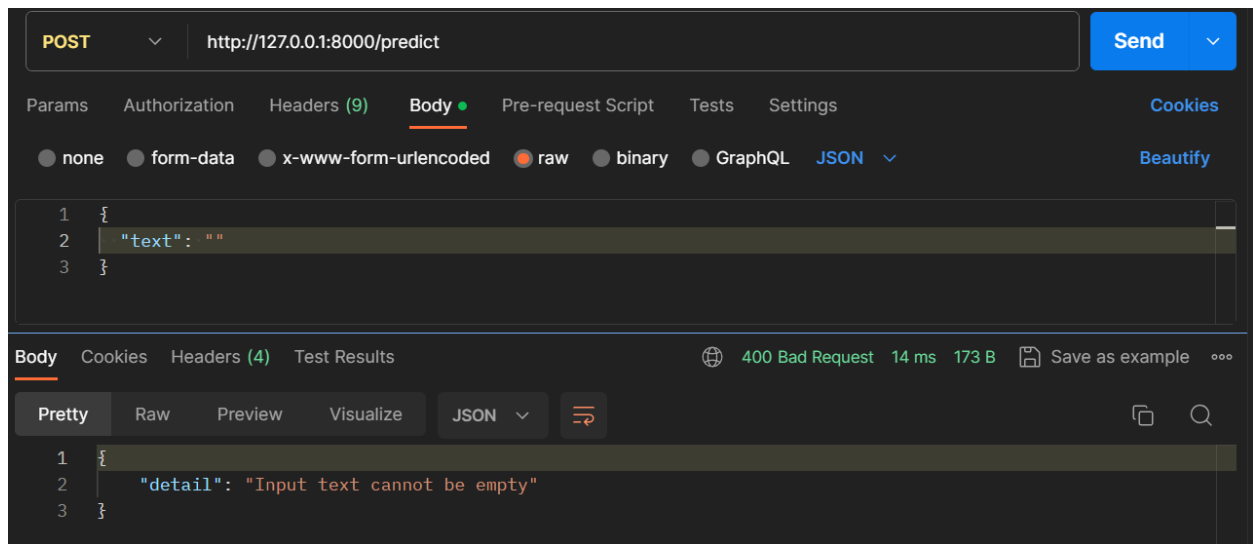 POST http://127.0.0.1:8000/predict Send
Params Authorization Headers (9) Body Pre-request Script Tests Settings Cookies
none form-data x-www-form-urlencoded raw binary GraphQL JSON Beautify
1 {
2 "text": ""
3 }
Body Cookies Headers (4) Test Results 400 Bad Request 14 ms 173 B Save as example
Pretty Raw Preview Visualize JSON
1 {
2 "detail": "Input text cannot be empty"
3 }